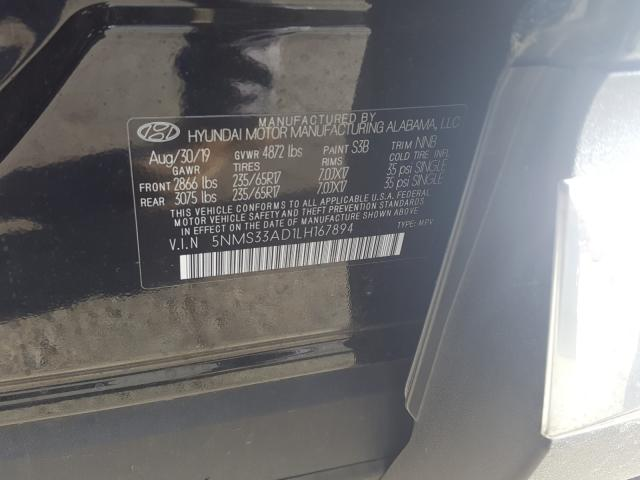 MANUFACTURED BY
HYUNDAI MOTOR MANUFACTURING ALABAMA, LLC
Aug/30/19 GVWR 4872 lbs PAINT S3B TRIM NNB
GAWR TIRES RIMS COLD TIRE INFL.
FRONT 2866 lbs 235/65R17 7.0JX17 35 psi SINGLE
REAR 3075 lbs 235/65R17 7.0JX17 35 psi SINGLE
THIS VEHICLE CONFORMS TO ALL APPLICABLE U.S.A. FEDERAL
MOTOR VEHICLE SAFETY AND THEFT PREVENTION STANDARDS
IN EFFECT ON THE DATE OF MANUFACTURE SHOWN ABOVE.
V.I.N 5NMS33AD1LH167894 TYPE: MPV